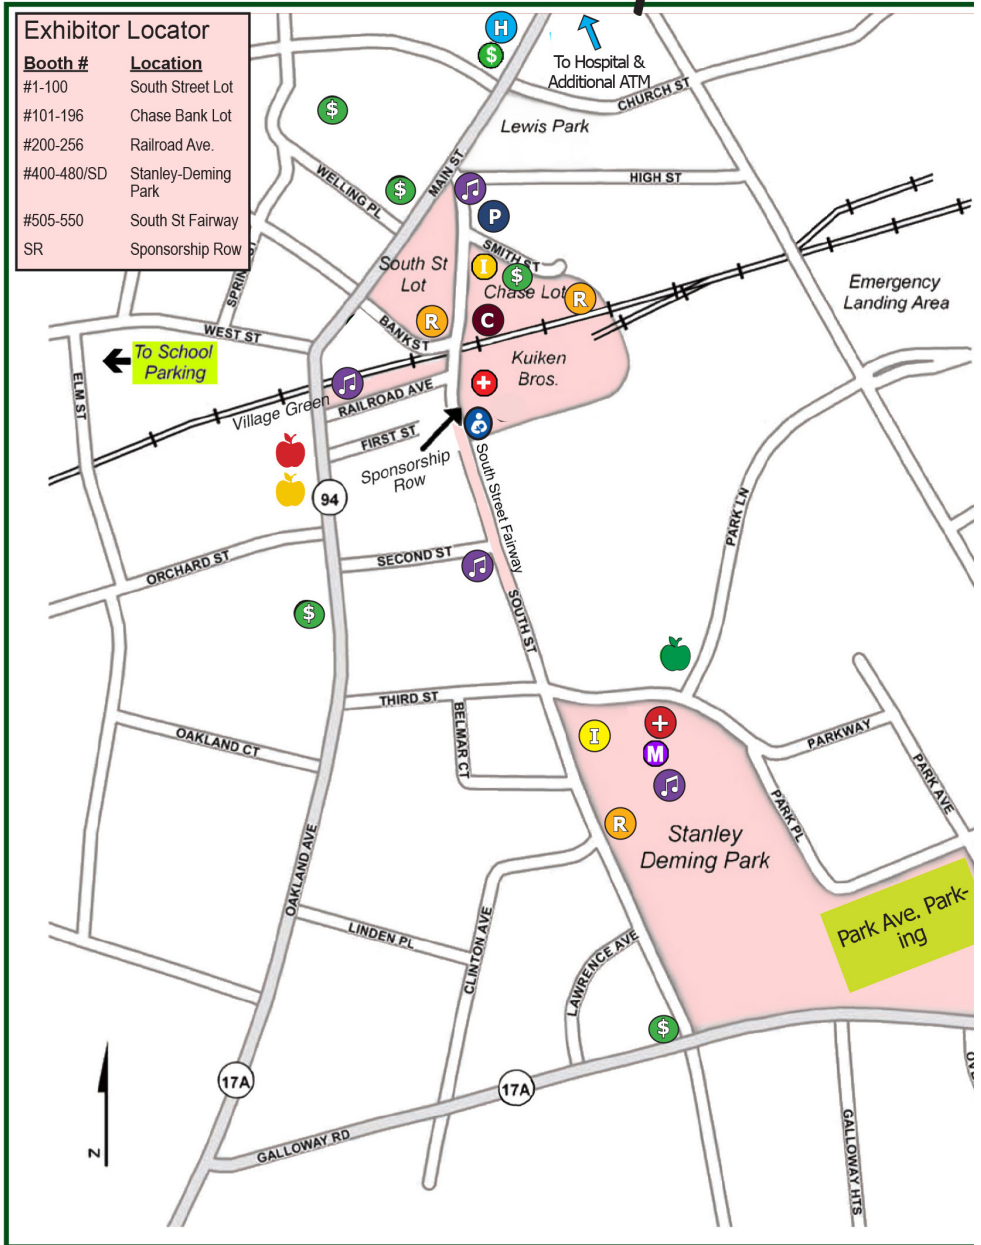 Exhibitor Locator
Booth # Location
#1-100 South Street Lot
#101-196 Chase Bank Lot
#200-256 Railroad Ave.
#400-480/SD Stanley-Deming
Park
#505-550 South St Fairway
SR Sponsorship Row
H
$
To Hospital &
Additional ATM
CHURCH ST
$
Lewis Park
MAIN ST
WELLING PL
$
HIGH ST
P
SMITH ST
South St
Lot
I
$
Chase Lot
R
Emergency
Landing Area
R
BANK ST
C
WEST ST
To School
Parking
Kuiken
Bros.
ELM ST
Village Green
RAILROAD AVE
FIRST ST
Sponsorship
Row
South Street Fairway
94
PARK LN
ORCHARD ST
SECOND ST
$
SOUTH ST
THIRD ST
BELMAR CT
OAKLAND CT
I
M
PARKWAY
PARK AVE
PARK PL
R
Stanley
Deming Park
OAKLAND AVE
Park Ave. Park-
ing
LINDEN PL
CLINTON AVE
LAWRENCE AVE
$
17A
17A
GALLOWAY RD
GALLOWAY HTS
N